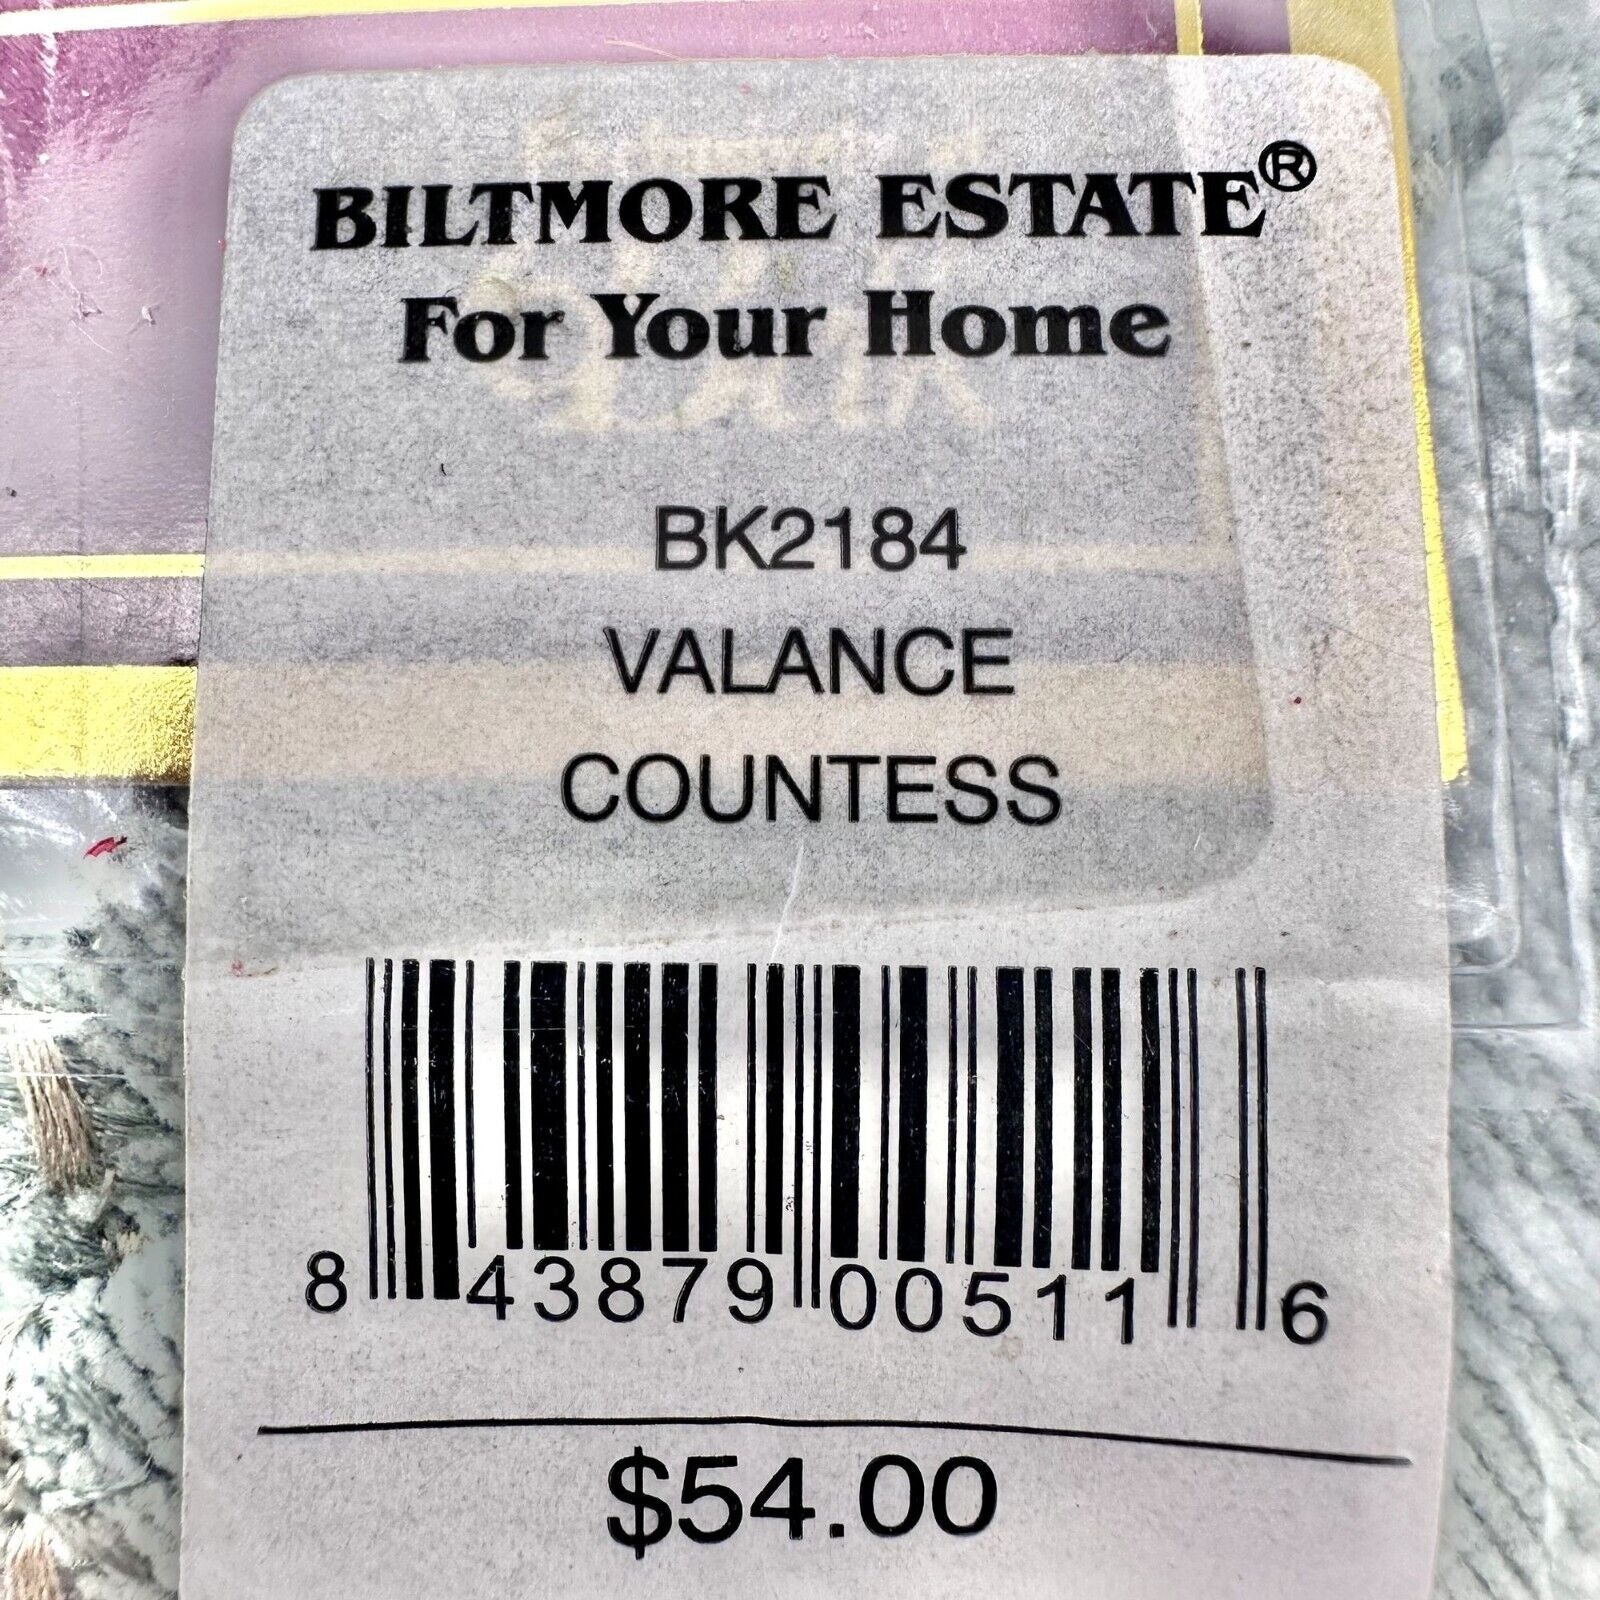 BILTMORE ESTATE®
For Your Home
BK2184
VALANCE
COUNTESS
8 43879 00511 6
$54.00